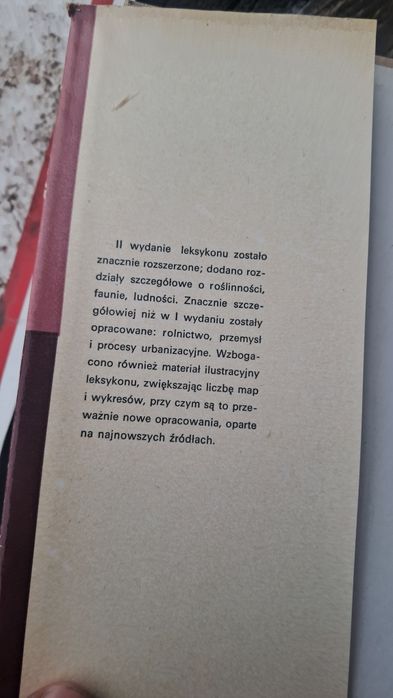 II wydanie leksykonu zostało
znacznie rozszerzone; dodano roz-
działy szczegółowe o roślinności,
faunie, ludności. Znacznie szcze-
gółowiej niż w I wydaniu zostały
opracowane: rolnictwo, przemysł
i procesy urbanizacyjne. Wzboga-
cono również materiał ilustracyjny
leksykonu, zwiększając liczbę map
i wykresów, przy czym są to prze-
ważnie nowe opracowania, oparte
na najnowszych źródłach.